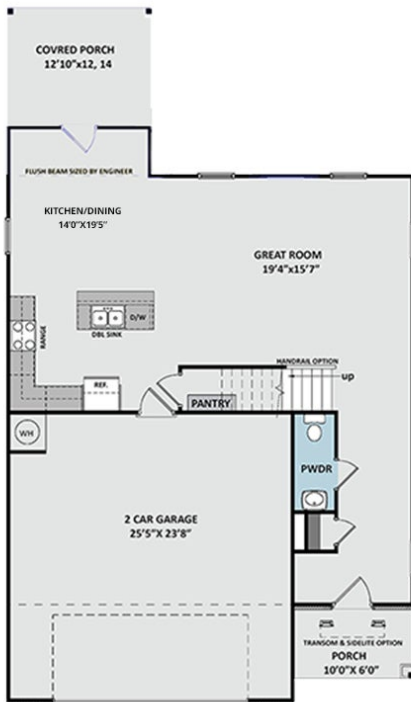 COVRED PORCH
12'10"x12, 14
FLUSH BEAM SIZED BY ENGINEER
KITCHEN/DINING
14'0"X19'5"
GREAT ROOM
19'4"x15'7"
D/W
DBL SINK
RANGE
REF.
HANDRAIL OPTION
up
PANTRY
WH
PWDR
2 CAR GARAGE
25'5"X 23'8"
TRANSOM & SIDELITE OPTION
PORCH
10'0X 6'0"